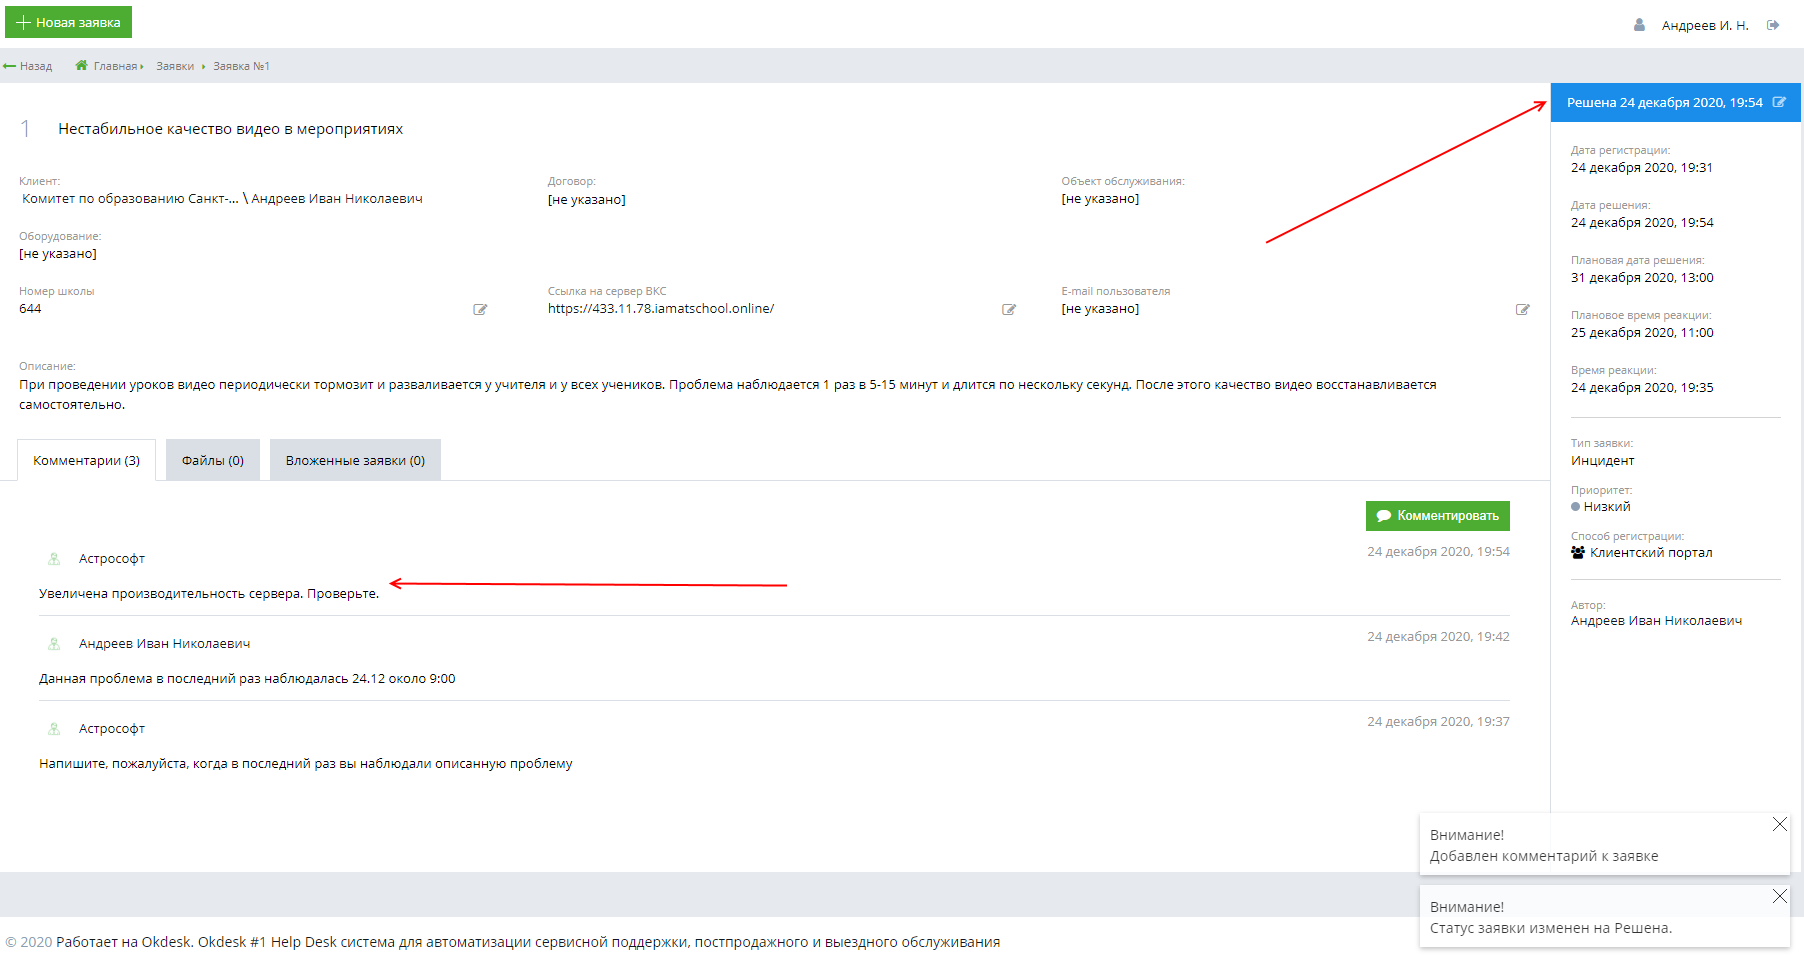 Новая заявка
Андреев И. Н.
Назад Главная Заявки Заявка №1
1 Нестабильное качество видео в мероприятиях
Клиент:
Комитет по образованию Санкт-... \ Андреев Иван Николаевич
Договор:
[не указано]
Объект обслуживания:
[не указано]
Оборудование:
[не указано]
Номер школы
644
Ссылка на сервер ВКС
https://433.11.78.iamatschool.online/
E-mail пользователя
[не указано]
Описание:
При проведении уроков видео периодически тормозит и разваливается у учителя и у всех учеников. Проблема наблюдается 1 раз в 5-15 минут и длится по нескольку секунд. После этого качество видео восстанавливается
самостоятельно.
Комментарии (3) Файлы (0) Вложенные заявки (0)
Комментировать
Астрософт 24 декабря 2020, 19:54
Увеличена производительность сервера. Проверьте.
Андреев Иван Николаевич 24 декабря 2020, 19:42
Данная проблема в последний раз наблюдалась 24.12 около 9:00
Астрософт 24 декабря 2020, 19:37
Напишите, пожалуйста, когда в последний раз вы наблюдали описанную проблему
Решена 24 декабря 2020, 19:54
Дата регистрации:
24 декабря 2020, 19:31
Дата решения:
24 декабря 2020, 19:54
Плановая дата решения:
31 декабря 2020, 13:00
Плановое время реакции:
25 декабря 2020, 11:00
Время реакции:
24 декабря 2020, 19:35
Тип заявки:
Инцидент
Приоритет:
Низкий
Способ регистрации:
Клиентский портал
Автор:
Андреев Иван Николаевич
Внимание!
Добавлен комментарий к заявке
Внимание!
Статус заявки изменен на Решена.
© 2020 Работает на Okdesk. Okdesk #1 Help Desk система для автоматизации сервисной поддержки, постпродажного и выездного обслуживания